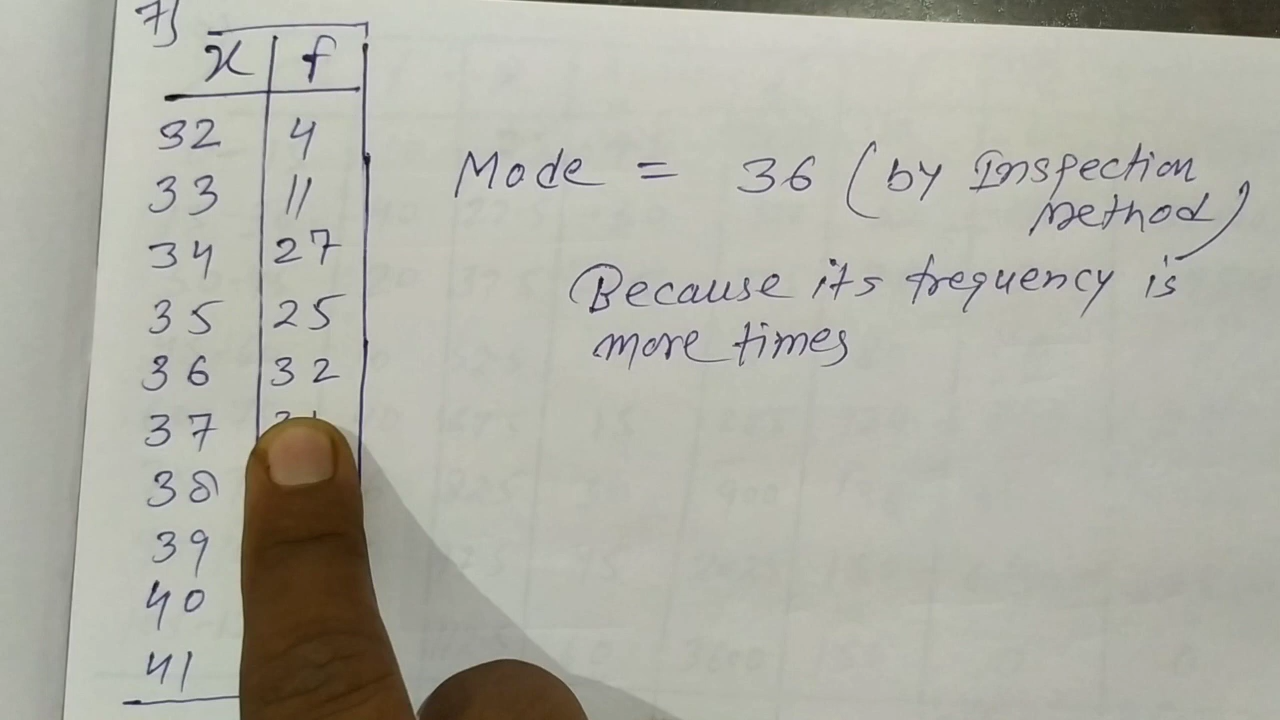 7)
x f
32 4
33 11
34 27
35 25
36 32
37
38
39
40
41
Mode = 36 (by Inspection
method)
Because its frequency is
more times